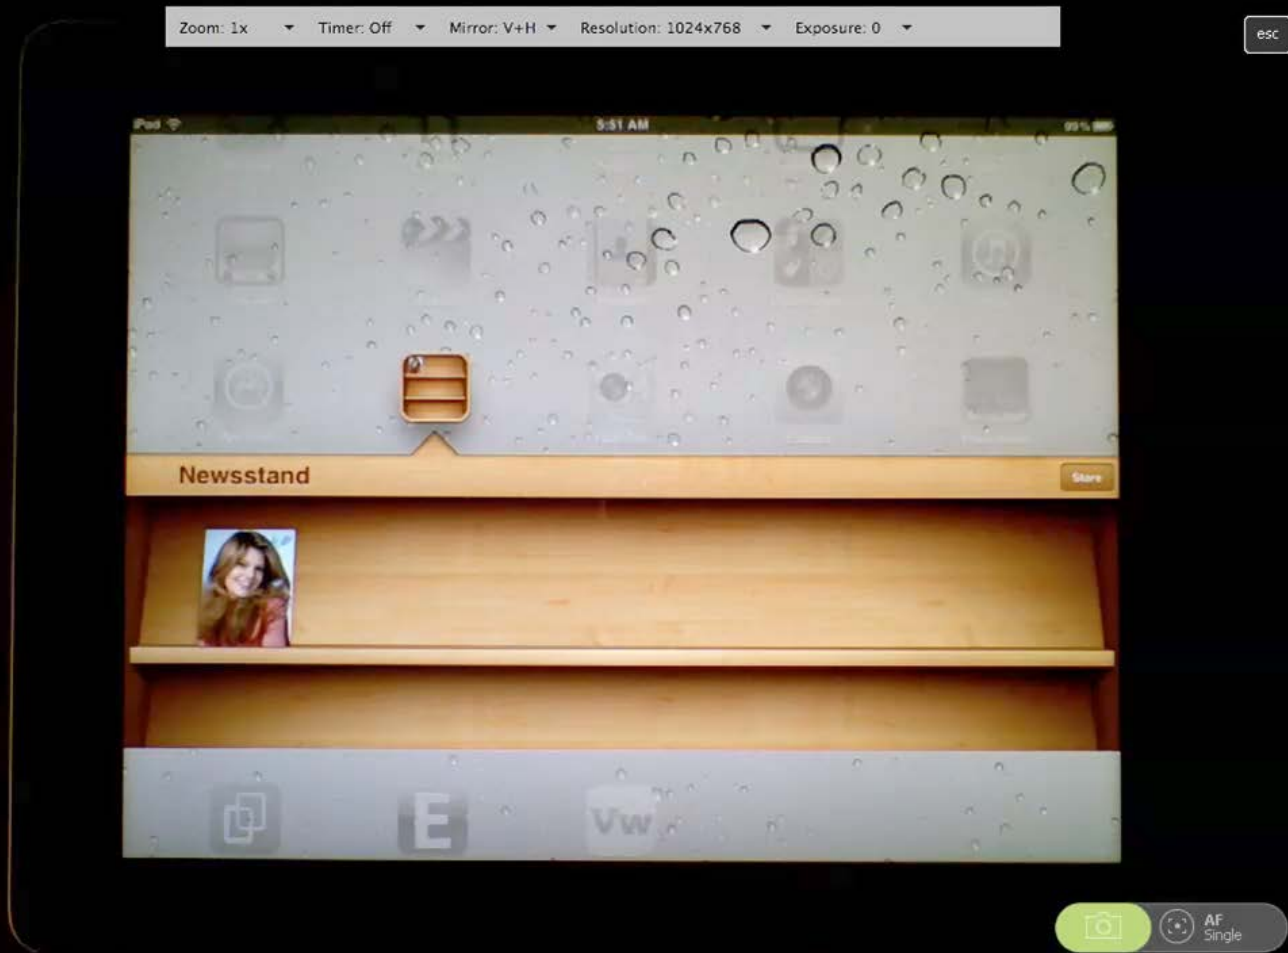 Zoom: 1x Timer: Off Mirror: V+H Resolution: 1024x768 Exposure: 0
esc
iPad 5:51 AM 99%
Newsstand Store
E Vw
AF
Single